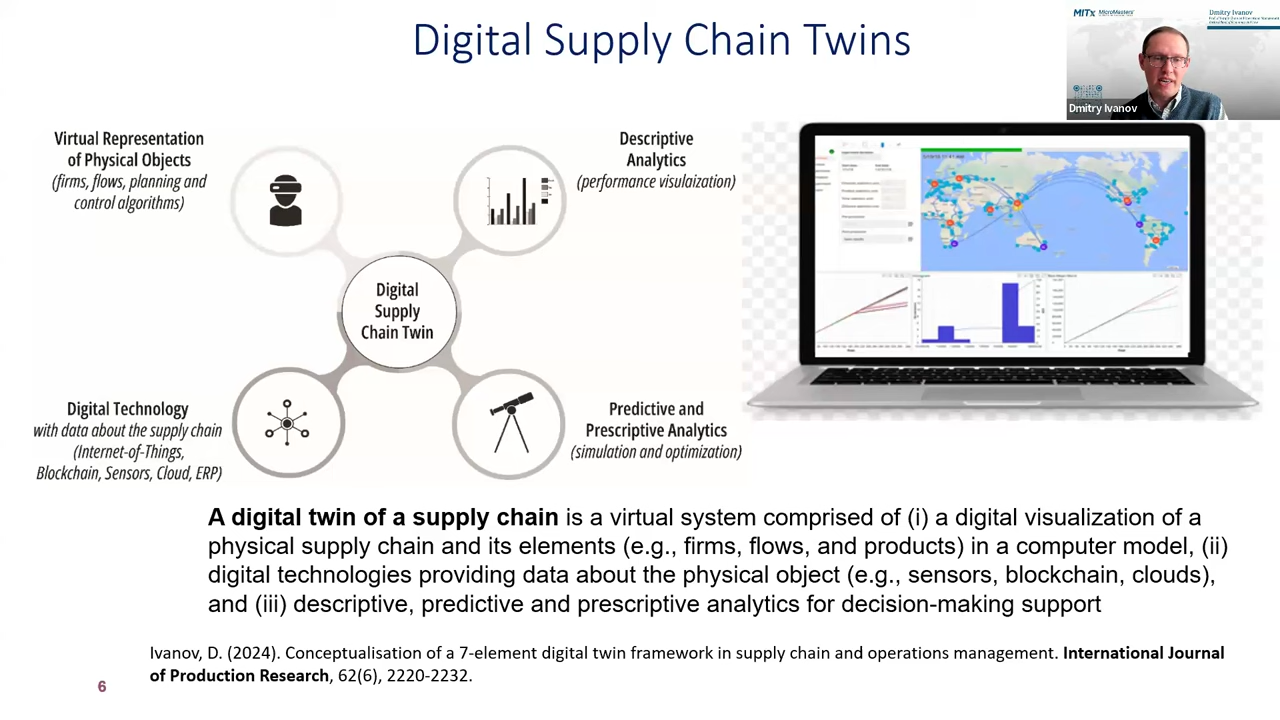 Digital Supply Chain Twins
MITx MicroMasters
Dmitry Ivanov
Dmitry Ivanov
Virtual Representation
of Physical Objects
(firms, flows, planning and
control algorithms)
Descriptive
Analytics
(performance visulaization)
Digital
Supply
Chain Twin
Digital Technology
with data about the supply chain
(Internet-of-Things,
Blockchain, Sensors, Cloud, ERP)
Predictive and
Prescriptive Analytics
(simulation and optimization)
A digital twin of a supply chain is a virtual system comprised of (i) a digital visualization of a
physical supply chain and its elements (e.g., firms, flows, and products) in a computer model, (ii)
digital technologies providing data about the physical object (e.g., sensors, blockchain, clouds),
and (iii) descriptive, predictive and prescriptive analytics for decision-making support
Ivanov, D. (2024). Conceptualisation of a 7-element digital twin framework in supply chain and operations management. International Journal
of Production Research, 62(6), 2220-2232.
6